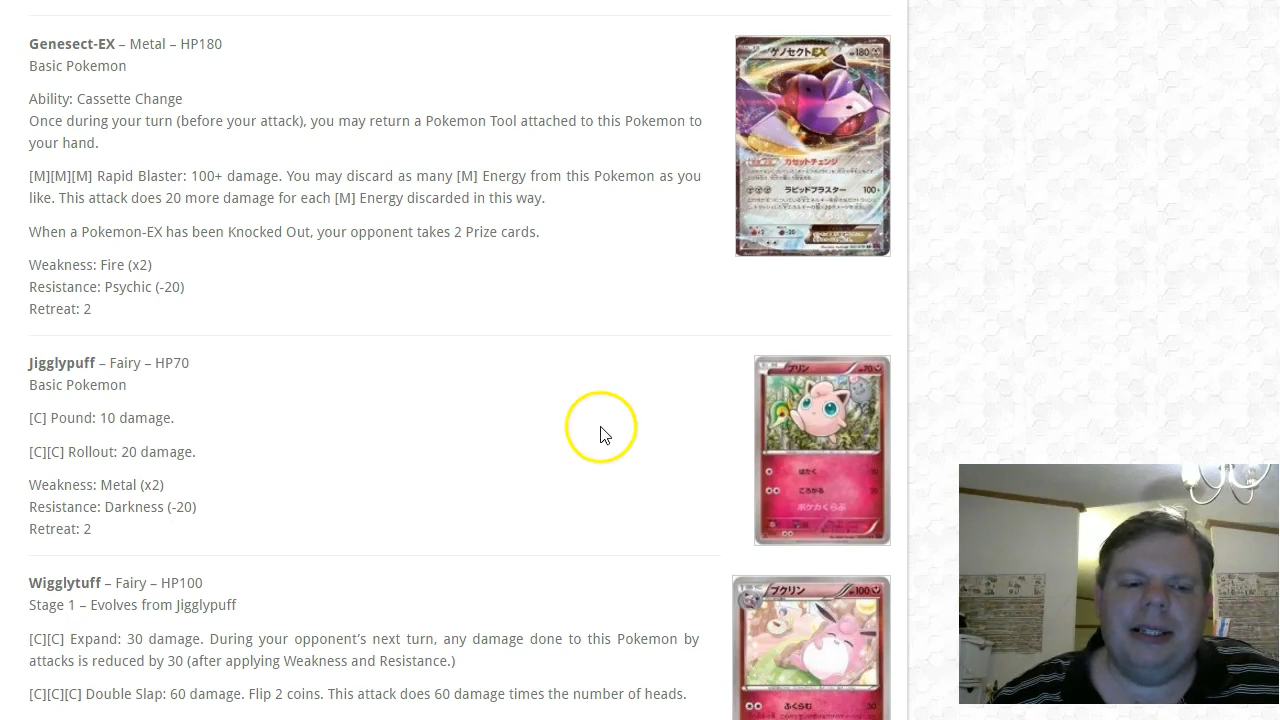 Genesect-EX – Metal – HP180
Basic Pokemon
Ability: Cassette Change
Once during your turn (before your attack), you may return a Pokemon Tool attached to this Pokemon to
your hand.
[M][M][M] Rapid Blaster: 100+ damage. You may discard as many [M] Energy from this Pokemon as you
like. This attack does 20 more damage for each [M] Energy discarded in this way.
When a Pokemon-EX has been Knocked Out, your opponent takes 2 Prize cards.
Weakness: Fire (x2)
Resistance: Psychic (-20)
Retreat: 2
ゲノセクトEX 180
カセットチェンジ
ラピッドブラスター 100+
Jigglypuff – Fairy – HP70
Basic Pokemon
[C] Pound: 10 damage.
[C][C] Rollout: 20 damage.
Weakness: Metal (x2)
Resistance: Darkness (-20)
Retreat: 2
プリン 70
はたく 10
ころがる 20
ポケカくらぶ
Wigglytuff – Fairy – HP100
Stage 1 – Evolves from Jigglypuff
[C][C] Expand: 30 damage. During your opponent's next turn, any damage done to this Pokemon by
attacks is reduced by 30 (after applying Weakness and Resistance.)
[C][C][C] Double Slap: 60 damage. Flip 2 coins. This attack does 60 damage times the number of heads.
プクリン 100
ふくらむ 30